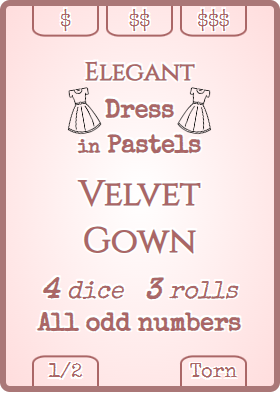 $ $$ $$$
Elegant
Dress
in Pastels
Velvet
Gown
4 dice 3 rolls
All odd numbers
1/2 Torn